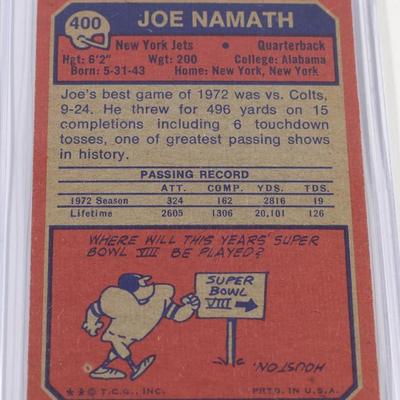 400 JOE NAMATH
New York Jets • Quarterback
Hgt: 6'2" Wgt: 200 College: Alabama
Born: 5-31-43 Home: New York, New York
Joe's best game of 1972 was vs. Colts,
9-24. He threw for 496 yards on 15
completions including 6 touchdown
tosses, one of greatest passing shows
in history.
PASSING RECORD
ATT. COMP. YDS. TDS.
1972 Season 324 162 2816 19
Lifetime 2605 1306 20,101 126
WHERE WILL THIS YEARS' SUPER
BOWL VIII BE PLAYED?
SUPER
BOWL
VIII
HOUSTON.
★★ © T.C.G., INC. PRTD. IN U.S.A.